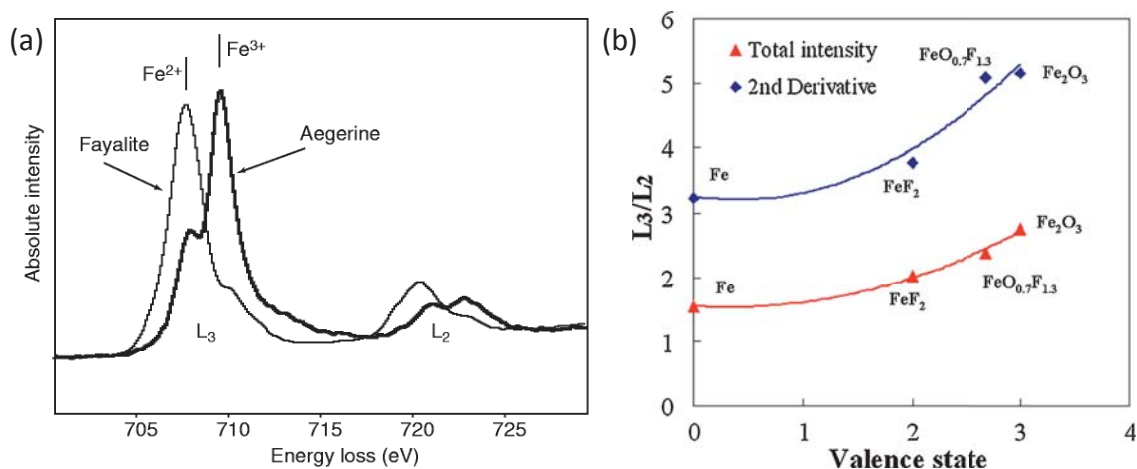 (a)
Fe2+
Fe3+
Fayalite
Aegerine
L3
L2
Absolute intensity
705
710
715
720
725
Energy loss (eV)
(b)
6
5
4
3
2
1
0
L3/L2
Total intensity
2nd Derivative
FeO0.7F1.3
Fe2O3
Fe
FeF2
Fe2O3
Fe
FeF2
FeO0.7F1.3
0
1
2
3
4
Valence state